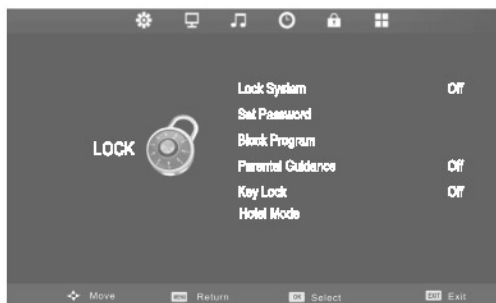 Lock System Off
Set Password
Block Program
LOCK
Parental Guidance Off
Key Lock Off
Hotel Mode
Move MENU Return OK Select EXIT Exit